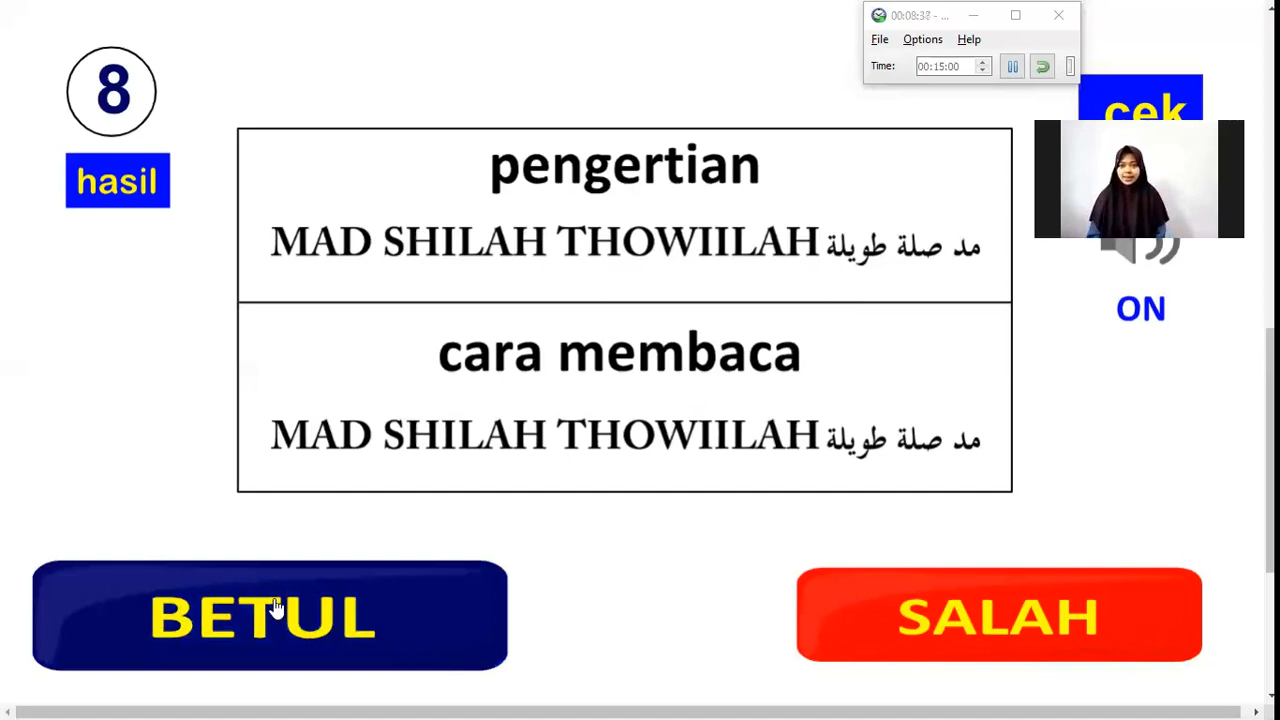 00:08:37 - ...
File Options Help
Time: 00:15:00
8
cek
hasil
pengertian
MAD SHILAH THOWIILAH مد صلة طويلة
ON
cara membaca
MAD SHILAH THOWIILAH مد صلة طويلة
BETUL
SALAH